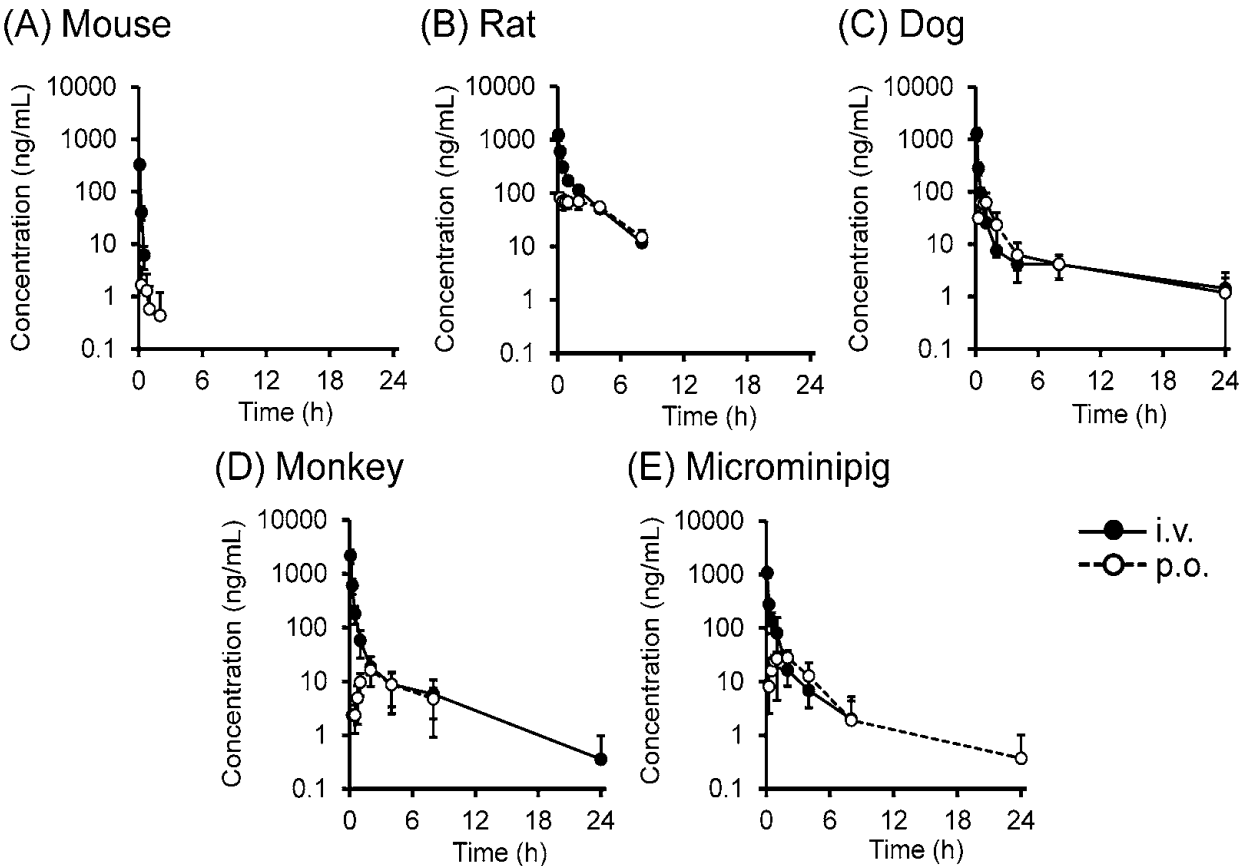 (A) Mouse
Concentration (ng/mL)
10000
1000
100
10
1
0.1
0 6 12 18 24
Time (h)
(B) Rat
Concentration (ng/mL)
10000
1000
100
10
1
0.1
0 6 12 18 24
Time (h)
(C) Dog
Concentration (ng/mL)
10000
1000
100
10
1
0.1
0 6 12 18 24
Time (h)
(D) Monkey
Concentration (ng/mL)
10000
1000
100
10
1
0.1
0 6 12 18 24
Time (h)
(E) Microminipig
Concentration (ng/mL)
10000
1000
100
10
1
0.1
0 6 12 18 24
Time (h)
i.v.
p.o.